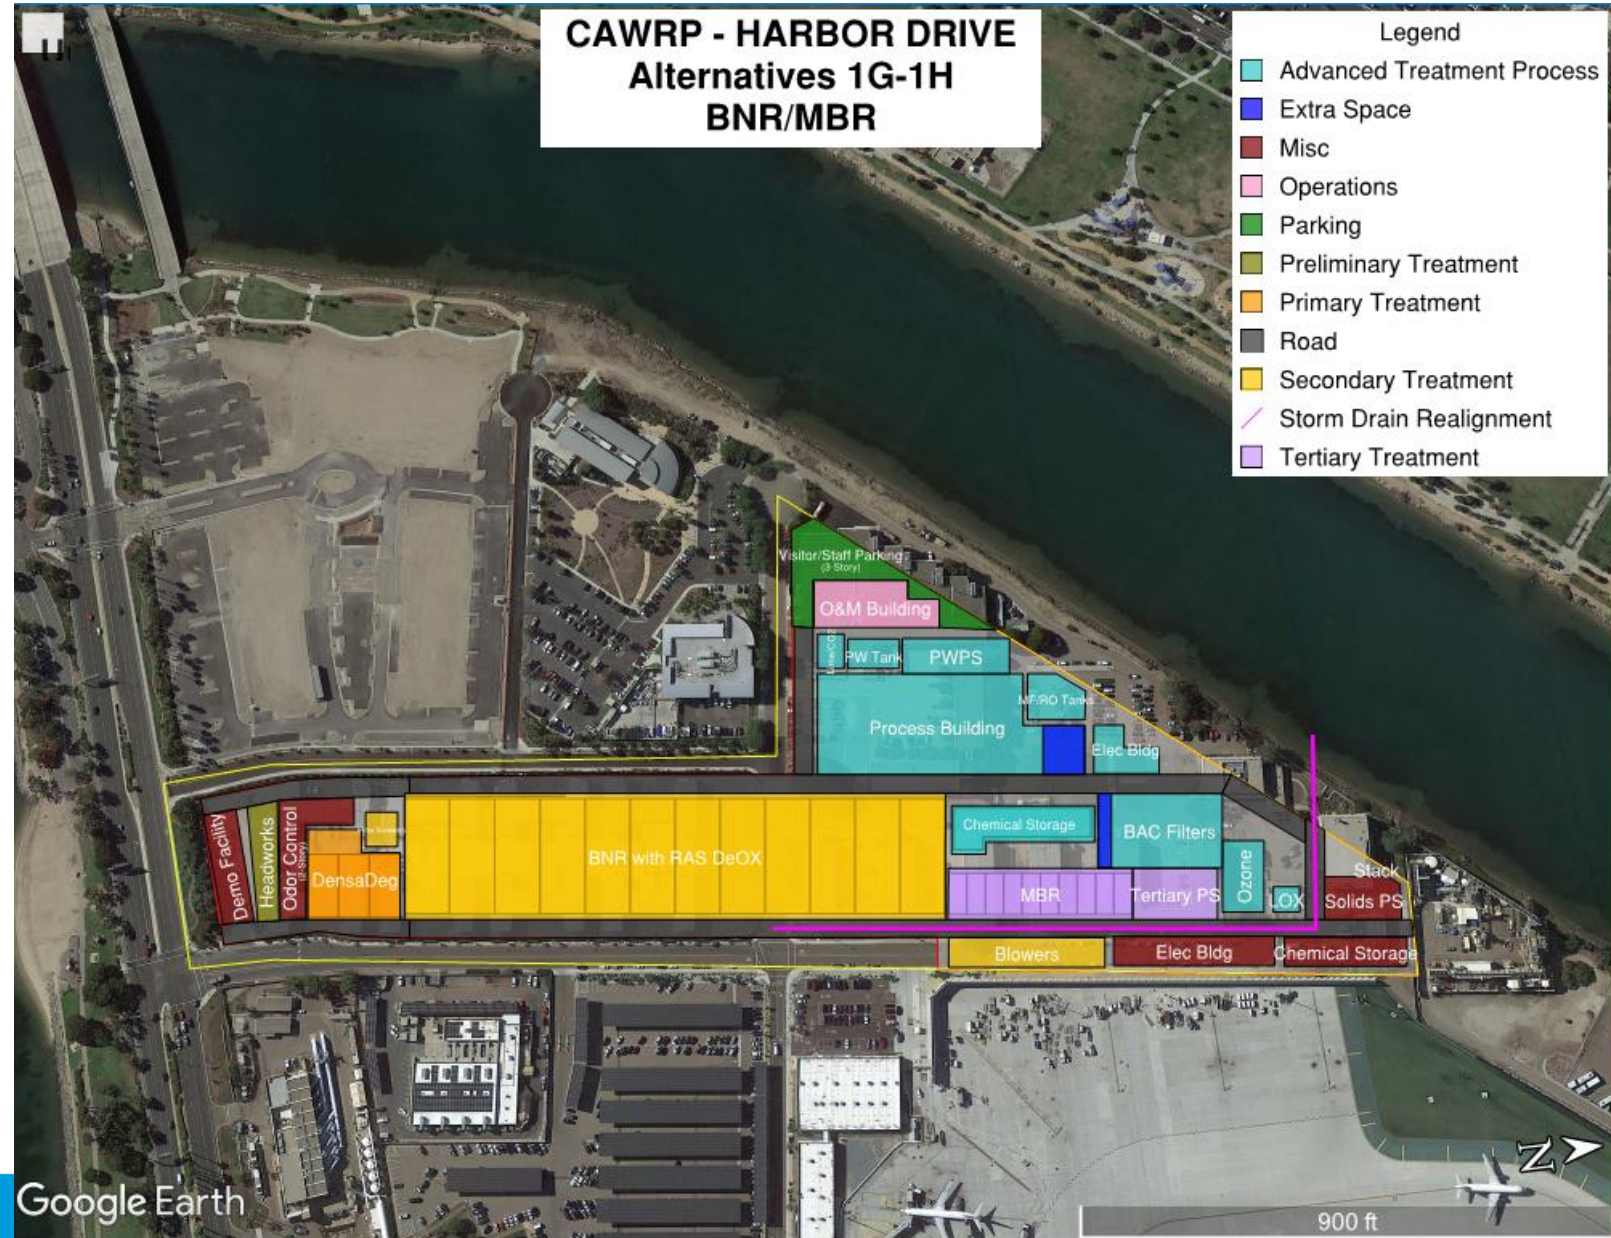 CAWRP - HARBOR DRIVE
Alternatives 1G-1H
BNR/MBR
Legend
Advanced Treatment Process
Extra Space
Misc
Operations
Parking
Preliminary Treatment
Primary Treatment
Road
Secondary Treatment
Storm Drain Realignment
Tertiary Treatment
Visitor/Staff Parking
(3-Story)
O&M Building
Lime/CO2
PW Tank
PWPS
MF/RO Tanks
Process Building
Elec Bldg
Demo Facility
Headworks
Odor Control
(2-Story)
DensaDeg
BNR with RAS DeOX
Chemical Storage
BAC Filters
MBR
Tertiary PS
Ozone
LOX
Stack
Solids PS
Blowers
Elec Bldg
Chemical Storage
N
Google Earth
900 ft